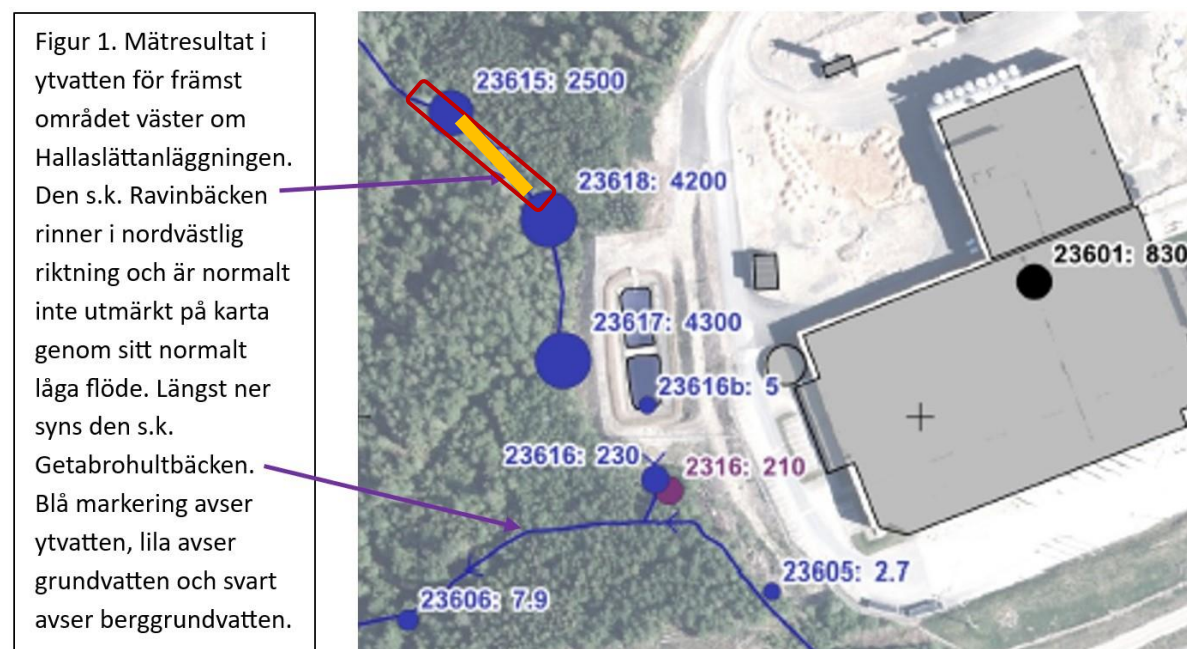 Figur 1. Mätresultat i
ytvatten för främst
området väster om
Hallaslättanläggningen.
Den s.k. Ravinbäcken
rinner i nordvästlig
riktning och är normalt
inte utmärkt på karta
genom sitt normalt
låga flöde. Längst ner
syns den s.k.
Getabrohultbäcken.
Blå markering avser
ytvatten, lila avser
grundvatten och svart
avser berggrundvatten.
23615: 2500
23618: 4200
23601: 830
23617: 4300
23616b: 5
23616: 230
2316: 210
23605: 2.7
23606: 7.9